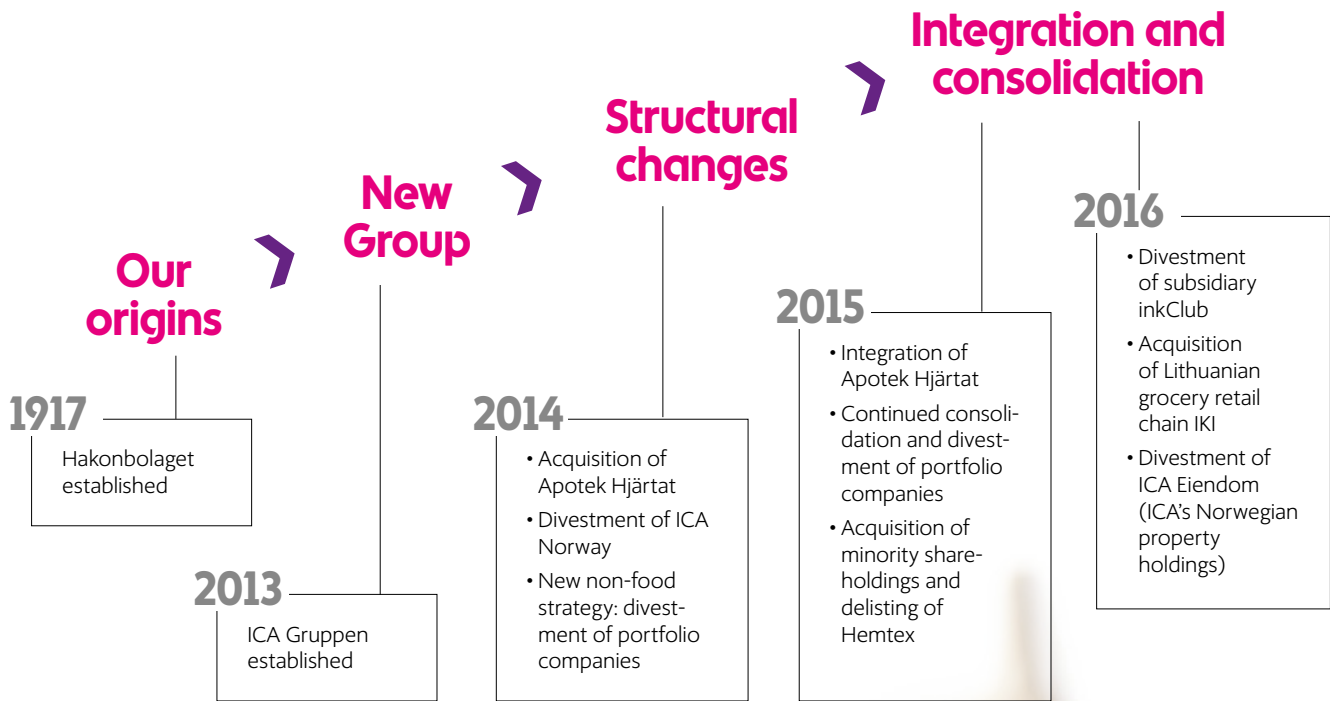 Our
origins
1917
Hakonbolaget
established
New
Group
2013
ICA Gruppen
established
Structural
changes
2014
• Acquisition of
Apotek Hjärtat
• Divestment of ICA
Norway
• New non-food
strategy: divest-
ment of portfolio
companies
Integration and
consolidation
2015
• Integration of
Apotek Hjärtat
• Continued consoli-
dation and divest-
ment of portfolio
companies
• Acquisition of
minority share-
holdings and
delisting of
Hemtex
2016
• Divestment
of subsidiary
inkClub
• Acquisition
of Lithuanian
grocery retail
chain IKI
• Divestment of
ICA Eiendom
(ICA’s Norwegian
property
holdings)